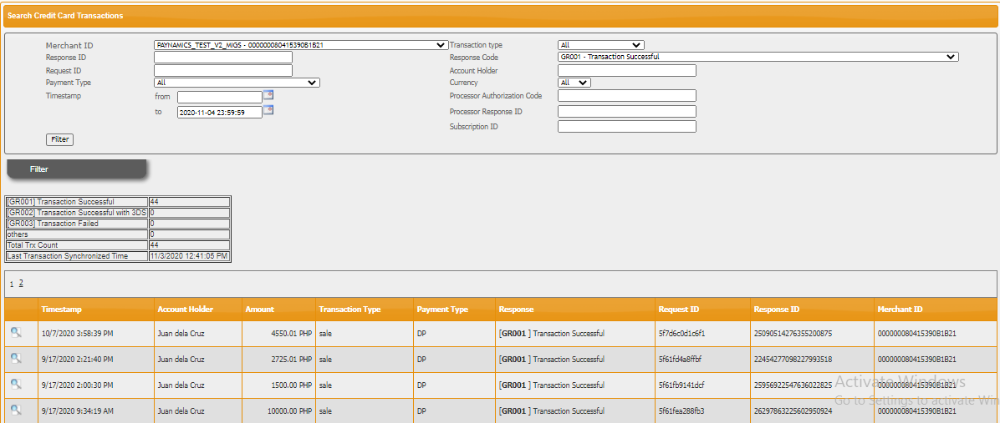 Search Credit Card Transactions
Merchant ID PAYNAMICS_TEST_V2_MIGS - 000000080415390B1B21 Transaction type All
Response ID Response Code GR001 - Transaction Successful
Request ID Account Holder
Payment Type All Currency All
Timestamp from Processor Authorization Code
to 2020-11-04 23:59:59 Processor Response ID
Subscription ID
Filter
Filter
[GR001] Transaction Successful 44
[GR002] Transaction Successful with 3DS 0
[GR003] Transaction Failed 0
others 0
Total Trx Count 44
Last Transaction Synchronized Time 11/3/2020 12:41:05 PM
1 2
Timestamp Account Holder Amount Transaction Type Payment Type Response Request ID Response ID Merchant ID
10/7/2020 3:58:39 PM Juan dela Cruz 4550.01 PHP sale DP [GR001 ] Transaction Successful 5f7d6c0d1c6f1 25090514276355200875 000000080415390B1B21
9/17/2020 2:21:40 PM Juan dela Cruz 2725.01 PHP sale DP [GR001 ] Transaction Successful 5f61fd4a8ffbf 22454277098227993518 000000080415390B1B21
9/17/2020 2:00:30 PM Juan dela Cruz 1500.00 PHP sale DP [GR001 ] Transaction Successful 5f61fb9141dcf 25956922547636022825 000000080415390B1B21
9/17/2020 9:34:19 AM Juan dela Cruz 10000.00 PHP sale DP [GR001 ] Transaction Successful 5f61fea288fb3 26297863225602950924 000000080415390B1B21
Activate Windows
Go to Settings to activate Win